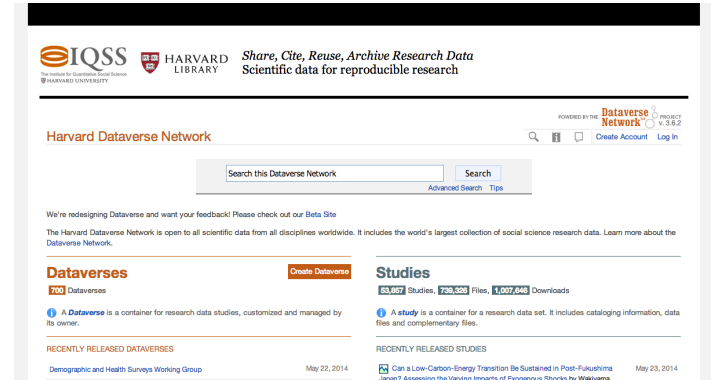 IQSS
The Institute for Quantitative Social Science
HARVARD UNIVERSITY
HARVARD
LIBRARY
Share, Cite, Reuse, Archive Research Data
Scientific data for reproducible research
POWERED BY THE Dataverse Network PROJECT
v. 3.6.2
Harvard Dataverse Network
Create Account Log In
Search this Dataverse Network Search
Advanced Search Tips
We're redesigning Dataverse and want your feedback! Please check out our Beta Site
The Harvard Dataverse Network is open to all scientific data from all disciplines worldwide. It includes the world's largest collection of social science research data. Learn more about the
Dataverse Network.
Dataverses Create Dataverse
700 Dataverses
A Dataverse is a container for research data studies, customized and managed by
its owner.
RECENTLY RELEASED DATAVERSES
Demographic and Health Surveys Working Group May 22, 2014
Studies
53,857 Studies, 739,326 Files, 1,007,646 Downloads
A study is a container for a research data set. It includes cataloging information, data
files and complementary files.
RECENTLY RELEASED STUDIES
Can a Low-Carbon-Energy Transition Be Sustained in Post-Fukushima May 23, 2014
Japan? Assessing the Varying Impacts of Exogenous Shocks by Wakiyama,